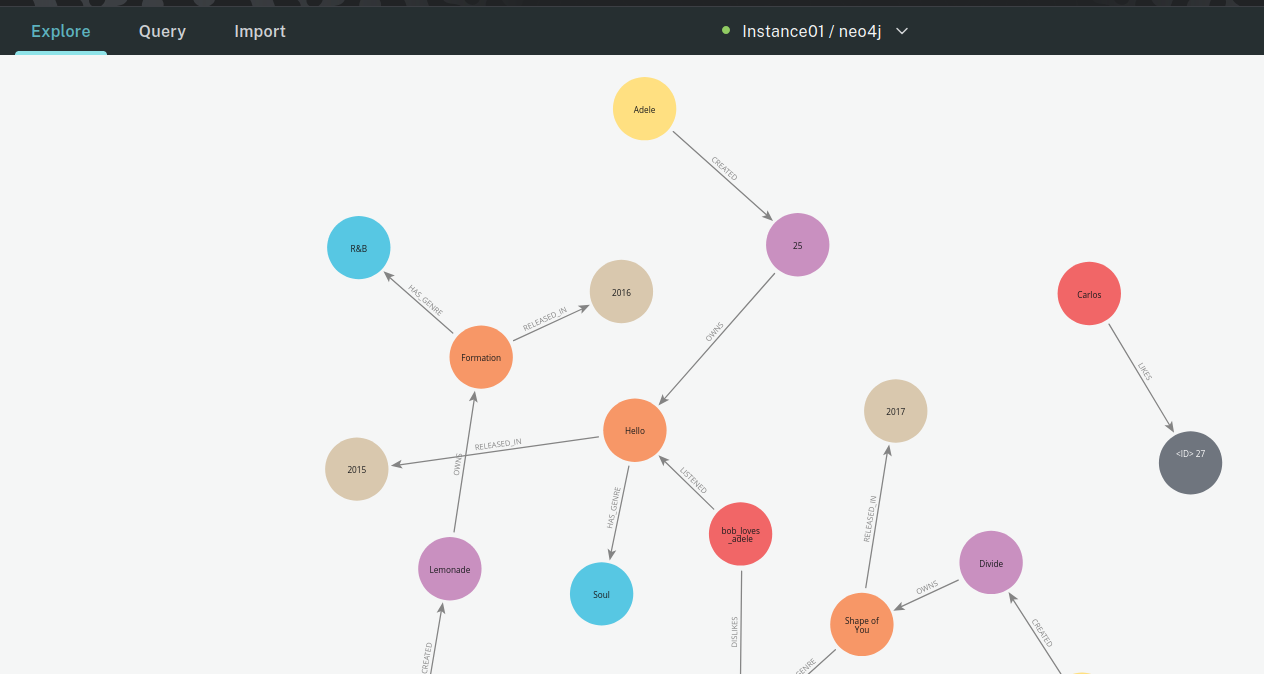 Explore Query Import Instance01 / neo4j
Adele
CREATED
25
R&B
HAS_GENRE
2016
RELEASED_IN
Carlos
OWNS
Formation
LIKES
2017
Hello
RELEASED_IN
<ID> 27
2015
OWNS
LISTENED
HAS_GENRE
RELEASED_IN
bob_loves
_adele
Lemonade
Divide
OWNS
Soul
Shape of
You
DISLIKES
CREATED
CREATED
GENRE